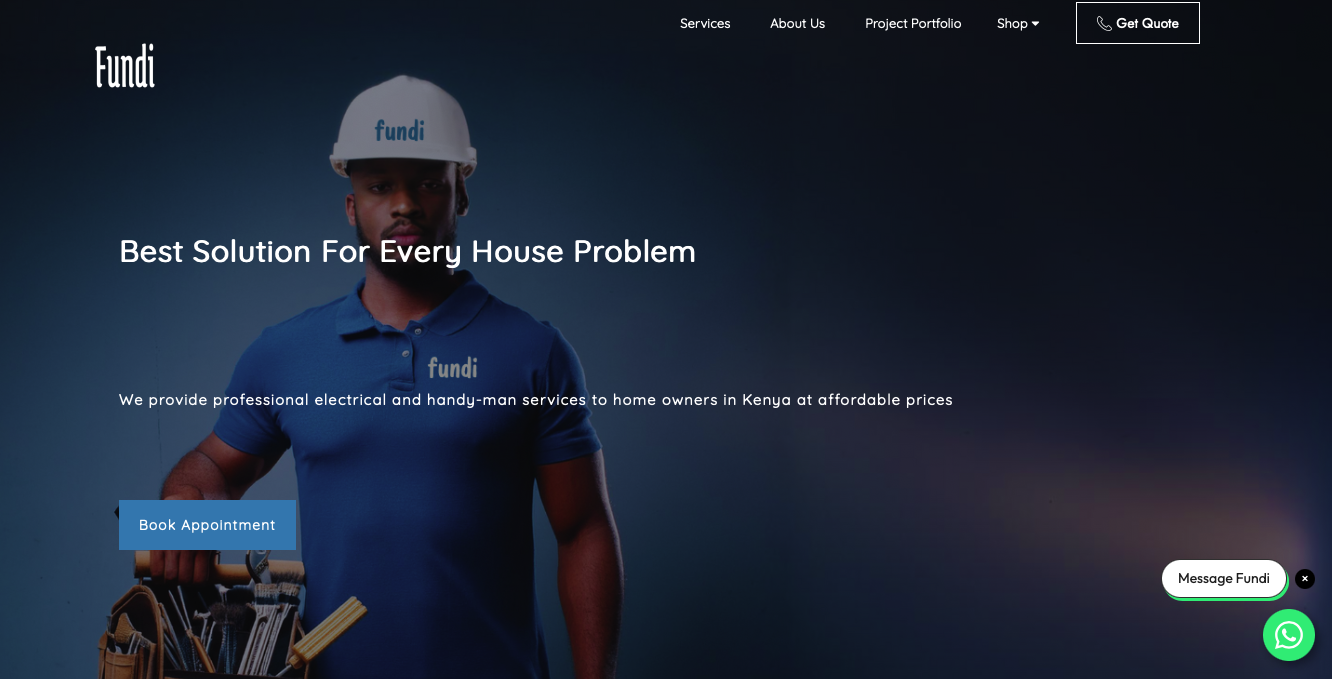 Services
About Us
Project Portfolio
Shop
Get Quote
Fundi
fundi
Best Solution For Every House Problem
fundi
We provide professional electrical and handy-man services to home owners in Kenya at affordable prices
Book Appointment
Message Fundi
×